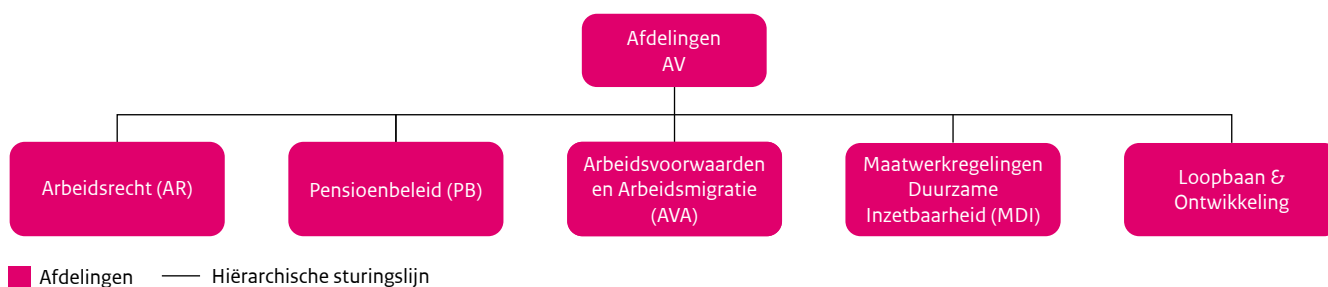 Afdelingen
AV
Arbeidsrecht (AR)
Pensioenbeleid (PB)
Arbeidsvoorwaarden
en Arbeidsmigratie
(AVA)
Maatwerkregelingen
Duurzame
Inzetbaarheid (MDI)
Loopbaan &
Ontwikkeling
Afdelingen
Hiërarchische sturingslijn